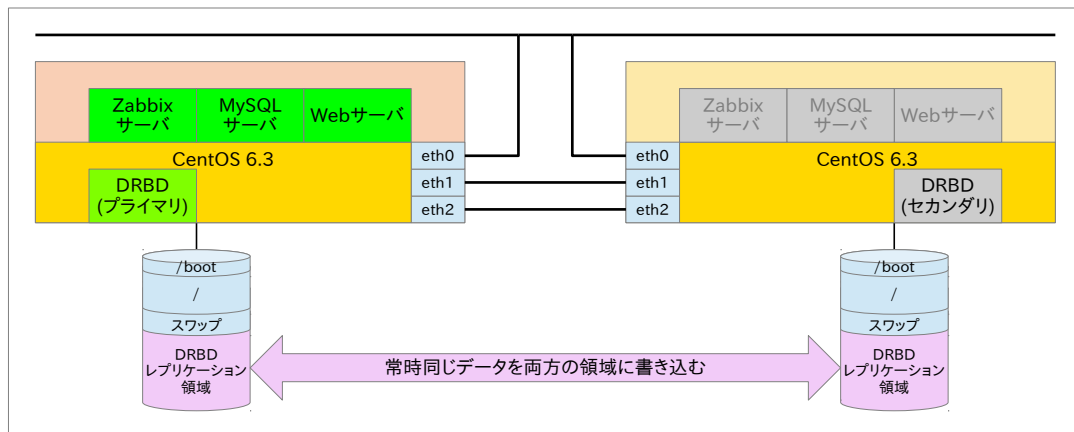 Zabbix
サーバ
MySQL
サーバ
Webサーバ
CentOS 6.3
DRBD
(プライマリ)
eth0
eth1
eth2
Zabbix
サーバ
MySQL
サーバ
Webサーバ
eth0
eth1
eth2
CentOS 6.3
DRBD
(セカンダリ)
/boot
/
スワップ
DRBD
レプリケーション
領域
常時同じデータを両方の領域に書き込む
/boot
/
スワップ
DRBD
レプリケーション
領域